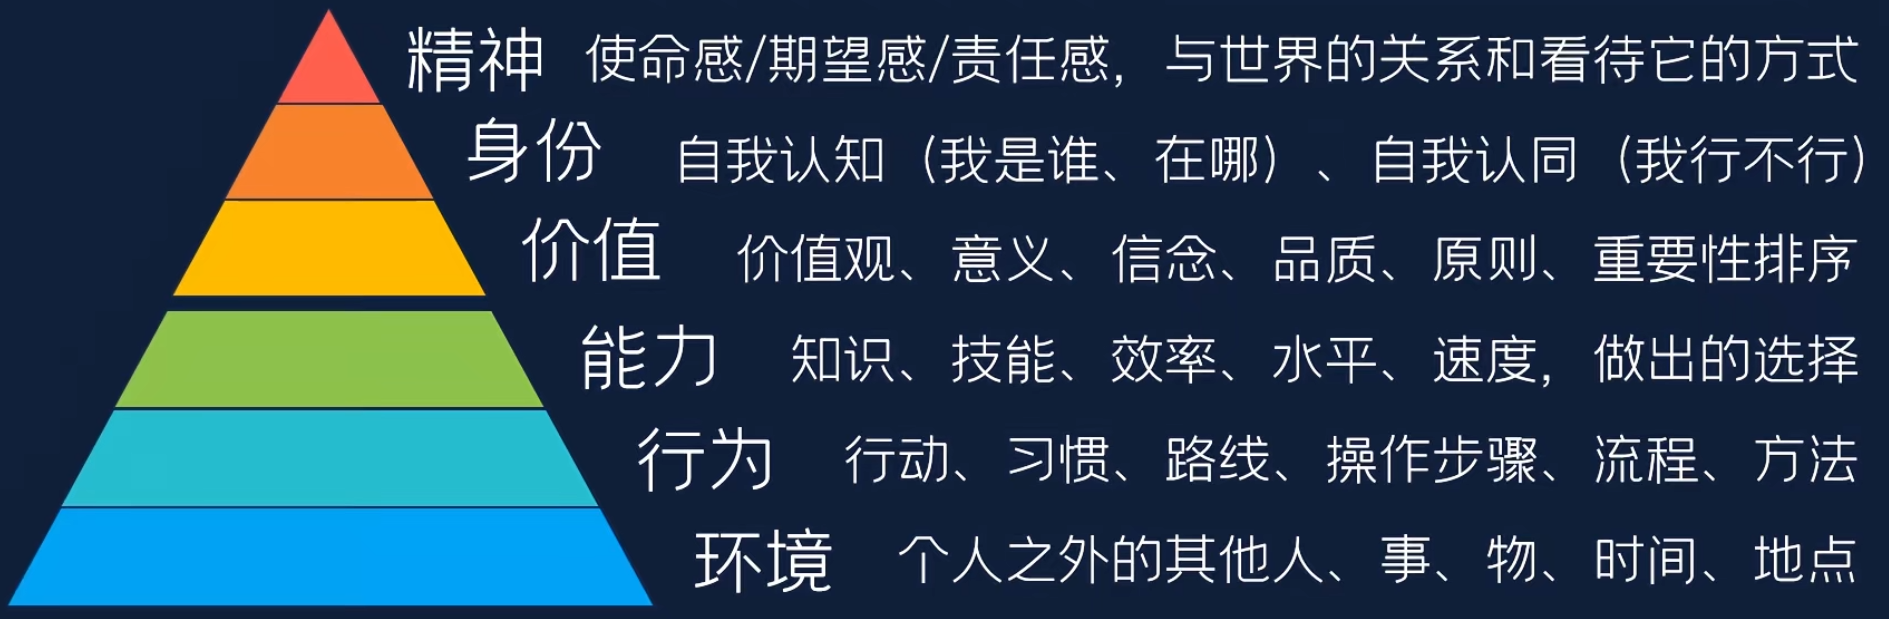 精神 使命感/期望感/责任感，与世界的关系和看待它的方式
身份 自我认知（我是谁、在哪）、自我认同（我行不行）
价值 价值观、意义、信念、品质、原则、重要性排序
能力 知识、技能、效率、水平、速度，做出的选择
行为 行动、习惯、路线、操作步骤、流程、方法
环境 个人之外的其他人、事、物、时间、地点